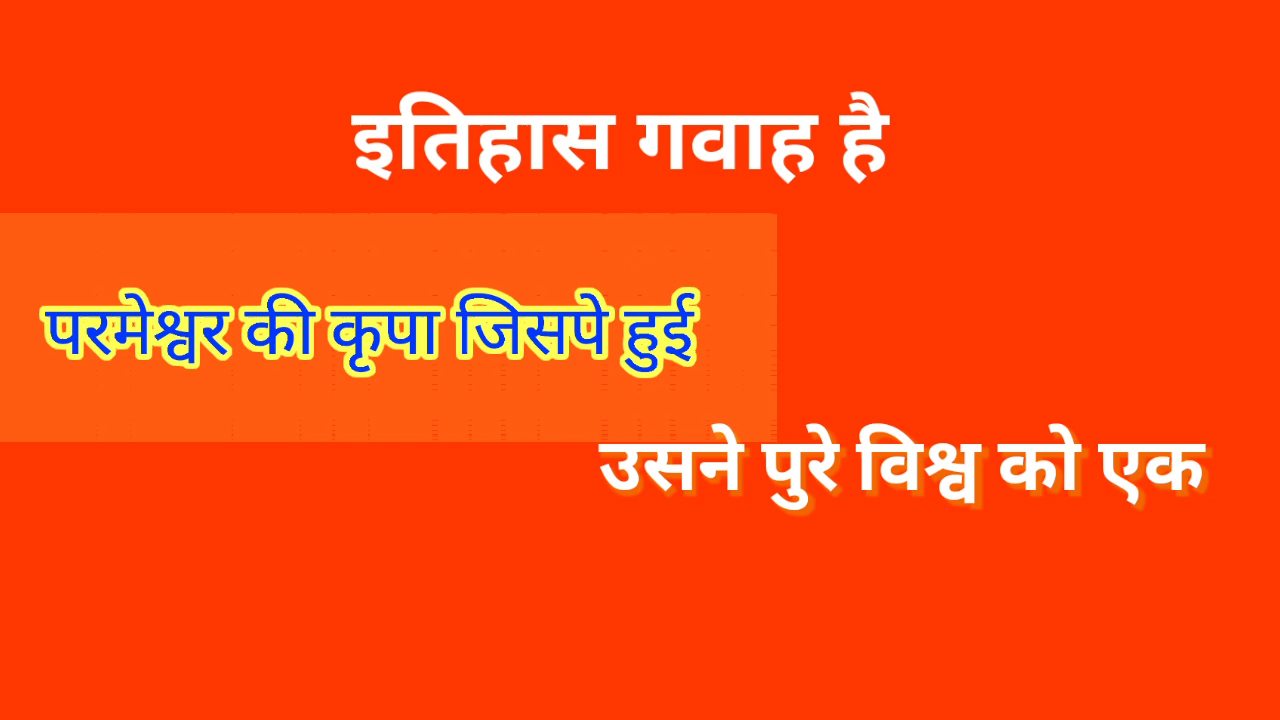 इतिहास गवाह है
परमेश्वर की कृपा जिसपे हुई
उसने पुरे विश्व को एक